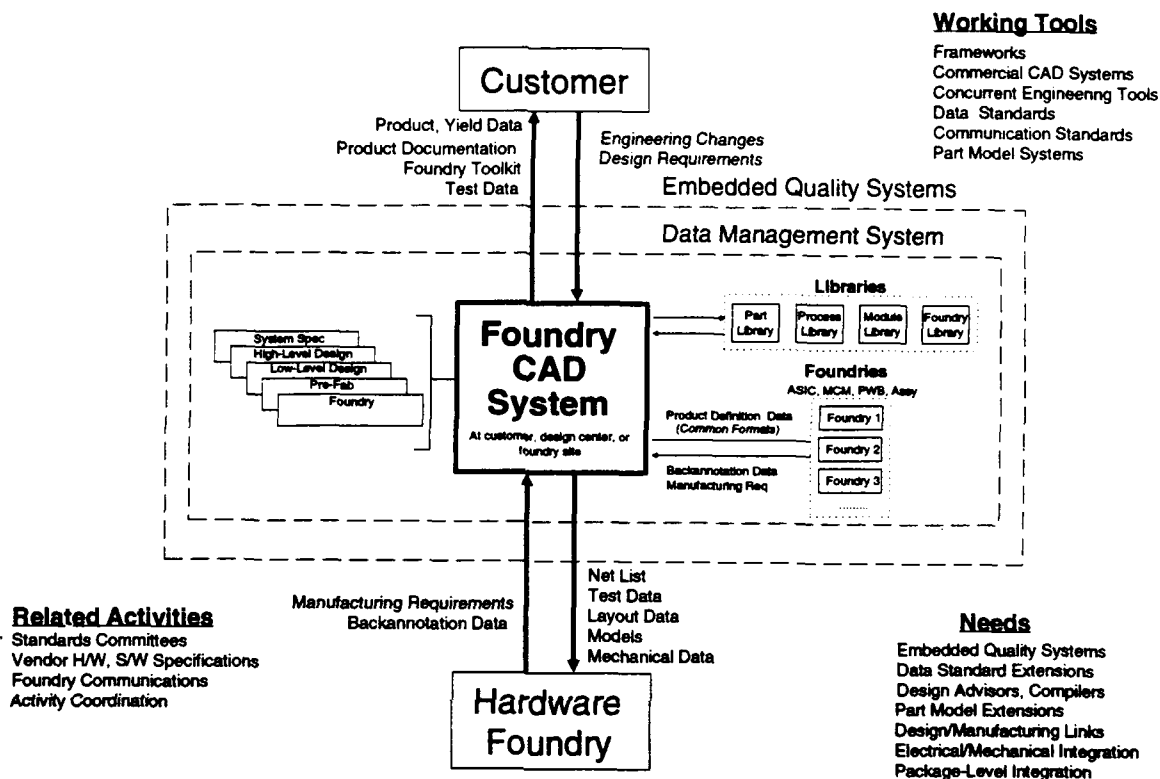 Working Tools
Frameworks
Commercial CAD Systems
Concurrent Engineering Tools
Data Standards
Communication Standards
Part Model Systems
Customer
Product, Yield Data
Product Documentation
Foundry Toolkit
Test Data
Engineering Changes
Design Requirements
Embedded Quality Systems
Data Management System
System Spec
High-Level Design
Low-Level Design
Pre-Fab
Foundry
Foundry
CAD
System
At customer, design center, or
foundry site
Libraries
Part
Library
Process
Library
Module
Library
Foundry
Library
Foundries
ASIC, MCM, PWB, Assy
Product Definition Data
(Common Formats)
Backannotation Data
Manufacturing Req
Foundry 1
Foundry 2
Foundry 3
.........
Manufacturing Requirements
Backannotation Data
Net List
Test Data
Layout Data
Models
Mechanical Data
Hardware
Foundry
Related Activities
Standards Committees
Vendor H/W, S/W Specifications
Foundry Communications
Activity Coordination
Needs
Embedded Quality Systems
Data Standard Extensions
Design Advisors, Compilers
Part Model Extensions
Design/Manufacturing Links
Electrical/Mechanical Integration
Package-Level Integration